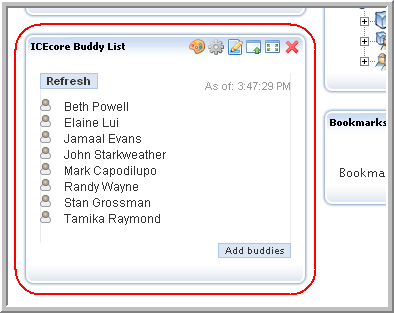 ICEcore Buddy List
Refresh
As of: 3:47:29 PM
Beth Powell
Elaine Lui
Jamaal Evans
John Starkweather
Mark Capodilupo
Randy Wayne
Stan Grossman
Tamika Raymond
Add buddies
Bookmarks
Bookma